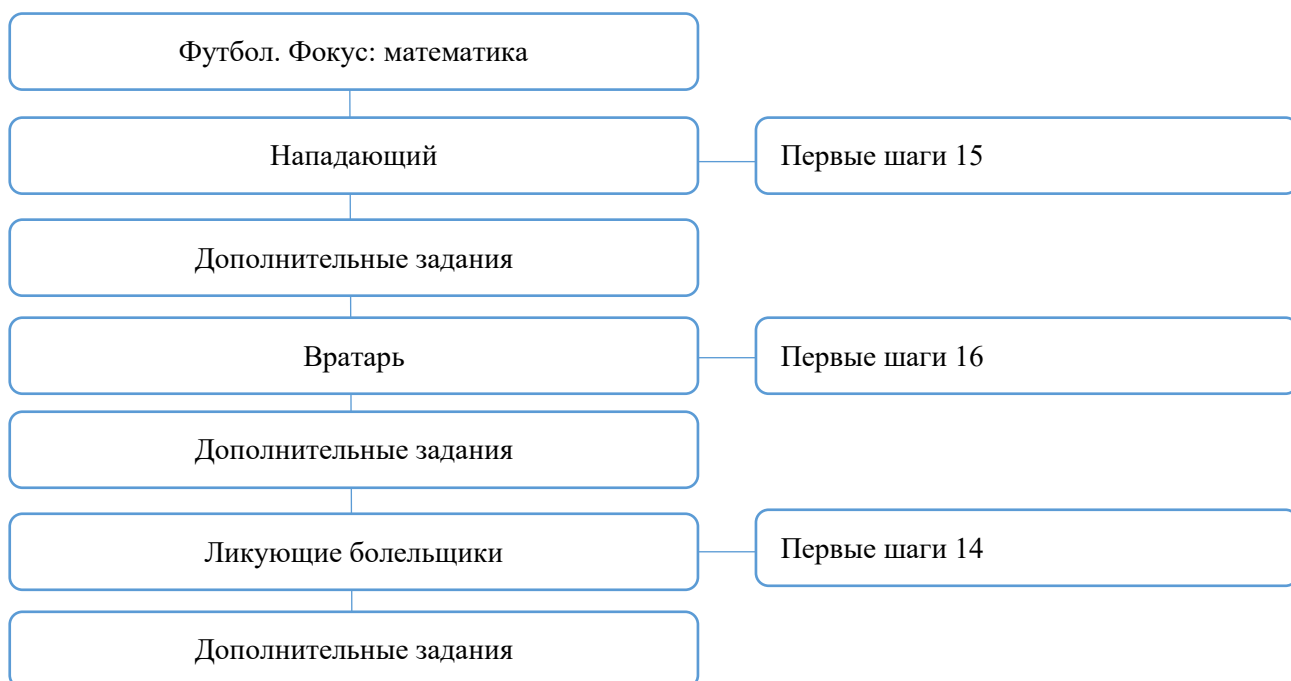 Футбол. Фокус: математика
Нападающий
Первые шаги 15
Дополнительные задания
Вратарь
Первые шаги 16
Дополнительные задания
Ликующие болельщики
Первые шаги 14
Дополнительные задания